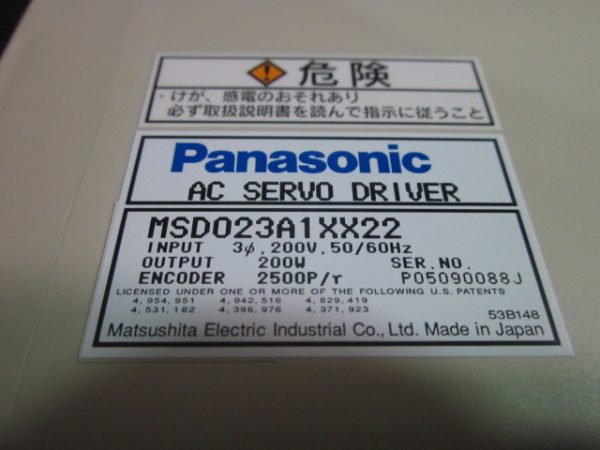 危険
・けが、感電のおそれあり
必ず取扱説明書を読んで指示に従うこと
Panasonic
AC SERVO DRIVER
MSD023A1XX22
INPUT 3φ,200V,50/60Hz
OUTPUT 200W SER.NO.
ENCODER 2500P/r P05090088J
LICENSED UNDER ONE OR MORE OF THE FOLLOWING U.S. PATENTS
4,954,951 4,942,516 4,829,419
4,531,182 4,396,976 4,371,923
53B148
Matsushita Electric Industrial Co., Ltd. Made in Japan